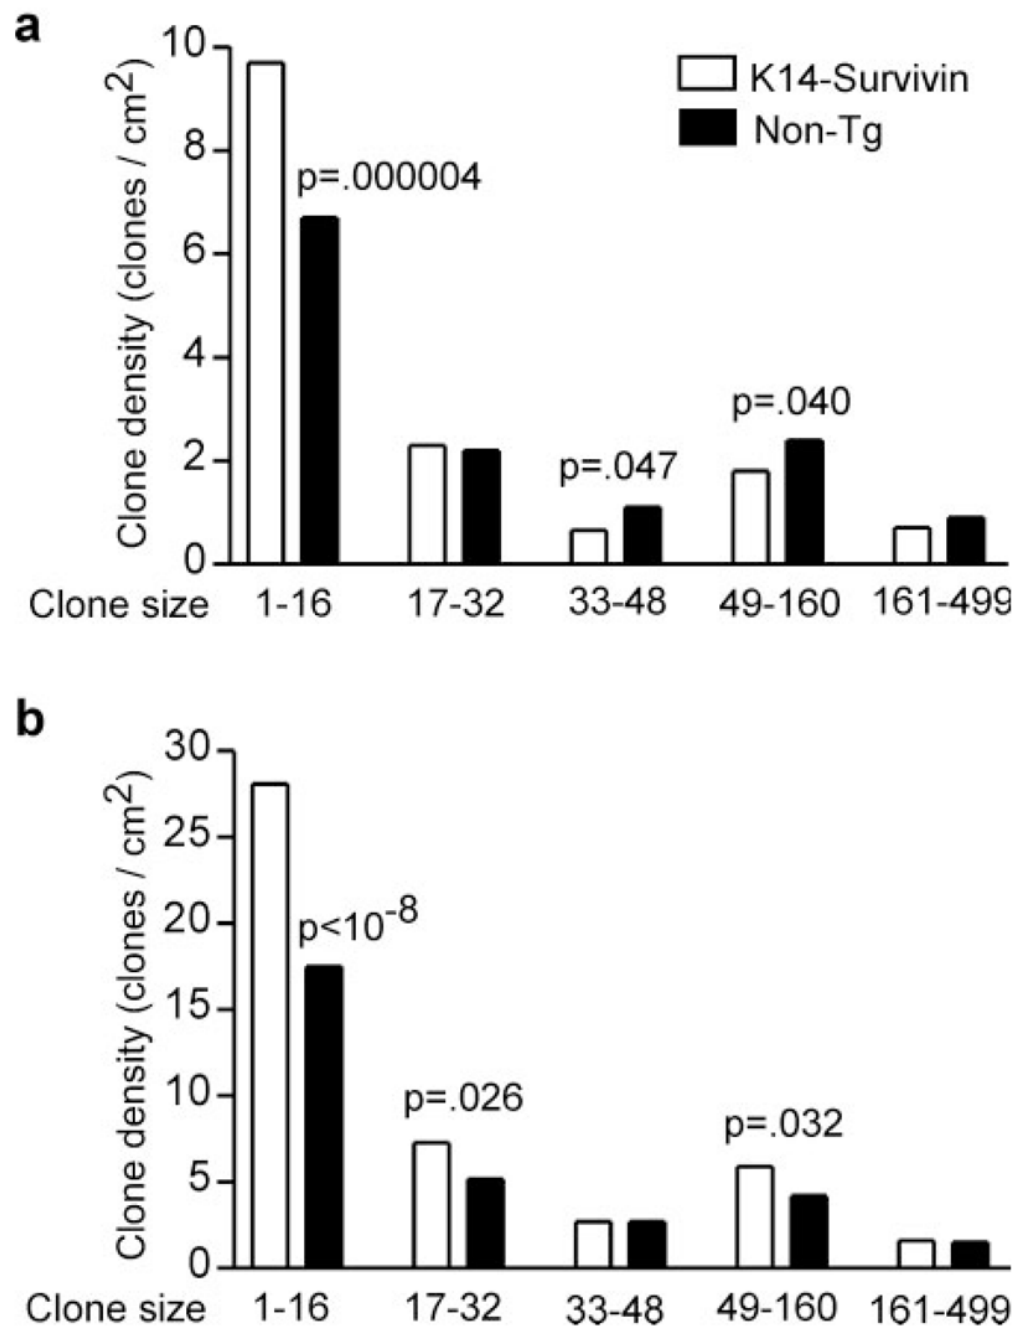 a
10
8
6
4
2
0
Clone density (clones / cm2)
K14-Survivin
Non-Tg
p=.000004
p=.047
p=.040
Clone size 1-16 17-32 33-48 49-160 161-499
b
30
25
20
15
10
5
0
Clone density (clones / cm2)
p<10-8
p=.026
p=.032
Clone size 1-16 17-32 33-48 49-160 161-499